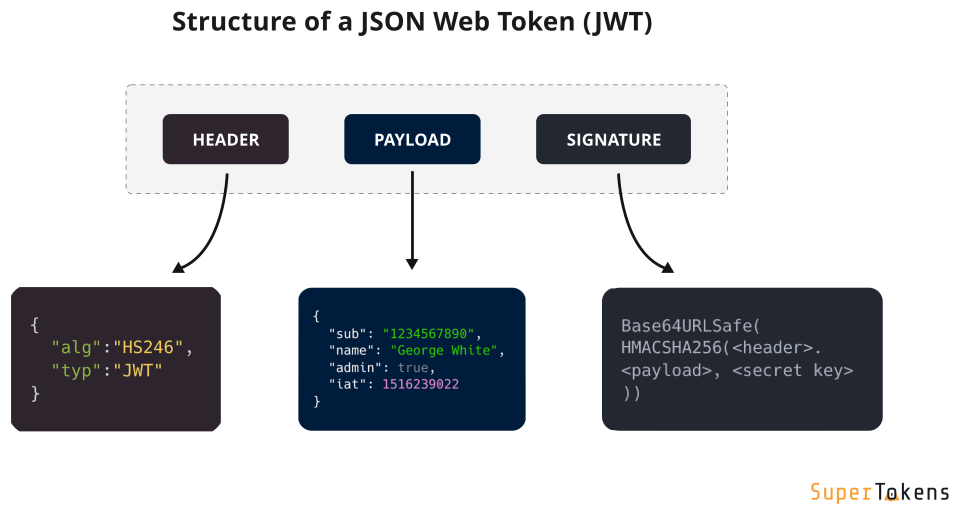 Structure of a JSON Web Token (JWT)
HEADER
PAYLOAD
SIGNATURE
{
"alg":"HS246",
"typ":"JWT"
}
{
"sub": "1234567890",
"name": "George White",
"admin": true,
"iat": 1516239022
}
Base64URLSafe(
HMACSHA256(<header>.
<payload>, <secret key>
))
SuperTokens